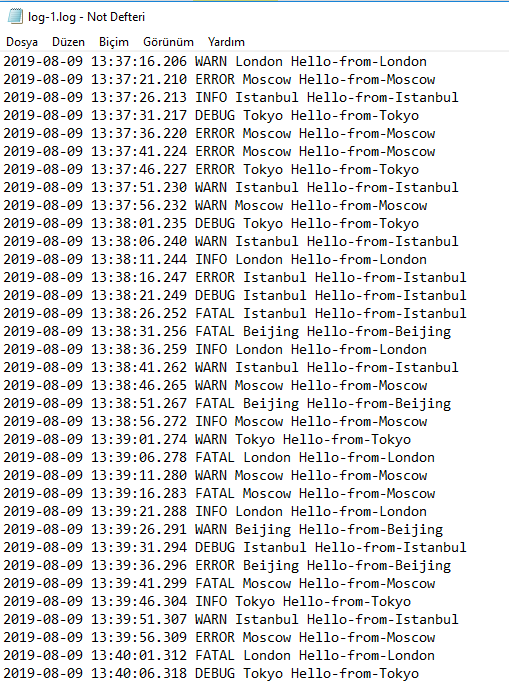 log-1.log - Not Defteri
Dosya Düzen Biçim Görünüm Yardım
2019-08-09 13:37:16.206 WARN London Hello-from-London
2019-08-09 13:37:21.210 ERROR Moscow Hello-from-Moscow
2019-08-09 13:37:26.213 INFO Istanbul Hello-from-Istanbul
2019-08-09 13:37:31.217 DEBUG Tokyo Hello-from-Tokyo
2019-08-09 13:37:36.220 ERROR Moscow Hello-from-Moscow
2019-08-09 13:37:41.224 ERROR Moscow Hello-from-Moscow
2019-08-09 13:37:46.227 ERROR Tokyo Hello-from-Tokyo
2019-08-09 13:37:51.230 WARN Istanbul Hello-from-Istanbul
2019-08-09 13:37:56.232 WARN Moscow Hello-from-Moscow
2019-08-09 13:38:01.235 DEBUG Tokyo Hello-from-Tokyo
2019-08-09 13:38:06.240 WARN Istanbul Hello-from-Istanbul
2019-08-09 13:38:11.244 INFO London Hello-from-London
2019-08-09 13:38:16.247 ERROR Istanbul Hello-from-Istanbul
2019-08-09 13:38:21.249 DEBUG Istanbul Hello-from-Istanbul
2019-08-09 13:38:26.252 FATAL Istanbul Hello-from-Istanbul
2019-08-09 13:38:31.256 FATAL Beijing Hello-from-Beijing
2019-08-09 13:38:36.259 INFO London Hello-from-London
2019-08-09 13:38:41.262 WARN Istanbul Hello-from-Istanbul
2019-08-09 13:38:46.265 WARN Moscow Hello-from-Moscow
2019-08-09 13:38:51.267 FATAL Beijing Hello-from-Beijing
2019-08-09 13:38:56.272 INFO Moscow Hello-from-Moscow
2019-08-09 13:39:01.274 WARN Tokyo Hello-from-Tokyo
2019-08-09 13:39:06.278 FATAL London Hello-from-London
2019-08-09 13:39:11.280 WARN Moscow Hello-from-Moscow
2019-08-09 13:39:16.283 FATAL Moscow Hello-from-Moscow
2019-08-09 13:39:21.288 INFO London Hello-from-London
2019-08-09 13:39:26.291 WARN Beijing Hello-from-Beijing
2019-08-09 13:39:31.294 DEBUG Istanbul Hello-from-Istanbul
2019-08-09 13:39:36.296 ERROR Beijing Hello-from-Beijing
2019-08-09 13:39:41.299 FATAL Moscow Hello-from-Moscow
2019-08-09 13:39:46.304 INFO Tokyo Hello-from-Tokyo
2019-08-09 13:39:51.307 WARN Istanbul Hello-from-Istanbul
2019-08-09 13:39:56.309 ERROR Moscow Hello-from-Moscow
2019-08-09 13:40:01.312 FATAL London Hello-from-London
2019-08-09 13:40:06.318 DEBUG Tokyo Hello-from-Tokyo